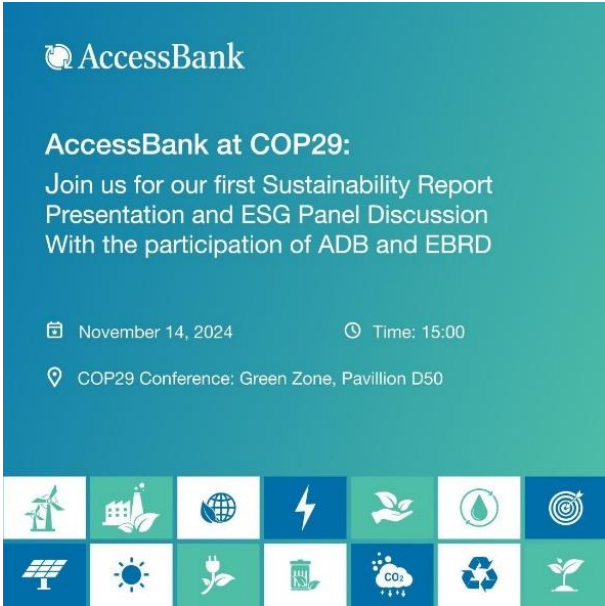 AccessBank
AccessBank at COP29:
Join us for our first Sustainability Report
Presentation and ESG Panel Discussion
With the participation of ADB and EBRD
November 14, 2024
Time: 15:00
COP29 Conference: Green Zone, Pavillion D50
CO₂